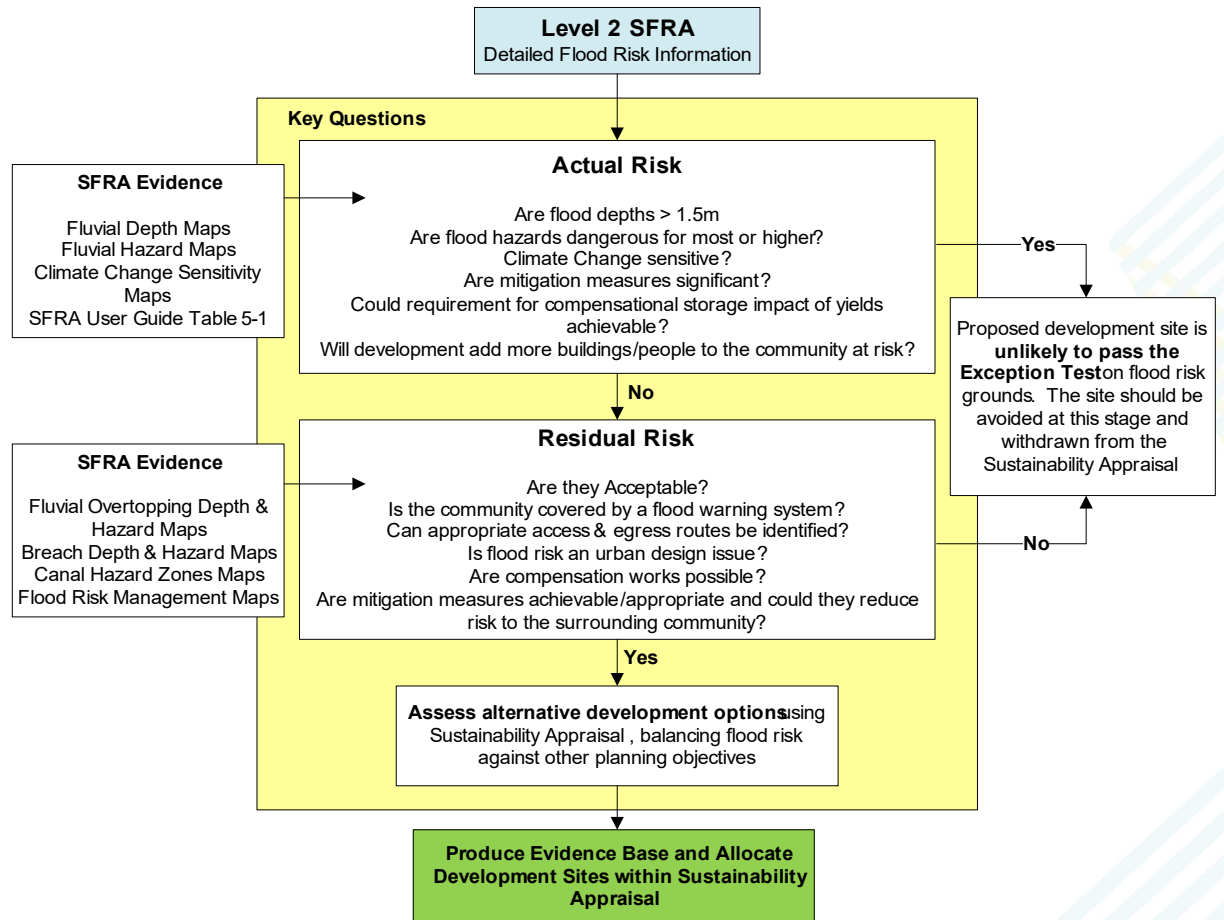 Level 2 SFRA
Detailed Flood Risk Information
Key Questions
SFRA Evidence
Fluvial Depth Maps
Fluvial Hazard Maps
Climate Change Sensitivity
Maps
SFRA User Guide Table 5-1
Actual Risk
Are flood depths > 1.5m
Are flood hazards dangerous for most or higher?
Climate Change sensitive?
Are mitigation measures significant?
Could requirement for compensational storage impact of yields
achievable?
Will development add more buildings/people to the community at risk?
Yes
Proposed development site is
unlikely to pass the
Exception Test on flood risk
grounds. The site should be
avoided at this stage and
withdrawn from the
Sustainability Appraisal
No
SFRA Evidence
Fluvial Overtopping Depth &
Hazard Maps
Breach Depth & Hazard Maps
Canal Hazard Zones Maps
Flood Risk Management Maps
Residual Risk
Are they Acceptable?
Is the community covered by a flood warning system?
Can appropriate access & egress routes be identified?
Is flood risk an urban design issue?
Are compensation works possible?
Are mitigation measures achievable/appropriate and could they reduce
risk to the surrounding community?
No
Yes
Assess alternative development options using
Sustainability Appraisal , balancing flood risk
against other planning objectives
Produce Evidence Base and Allocate
Development Sites within Sustainability
Appraisal